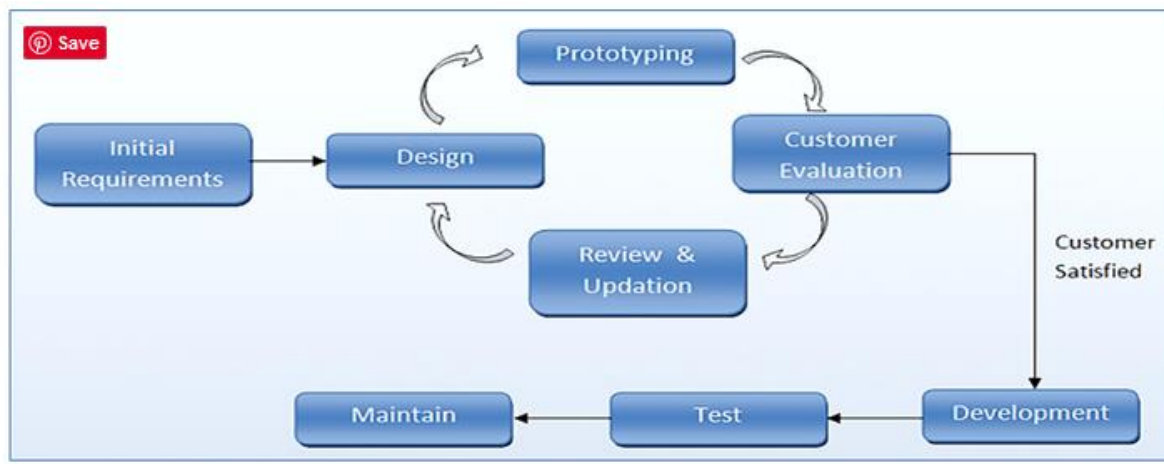 Save
Prototyping
Initial
Requirements
Design
Customer
Evaluation
Review & 
Updation
Customer
Satisfied
Maintain
Test
Development